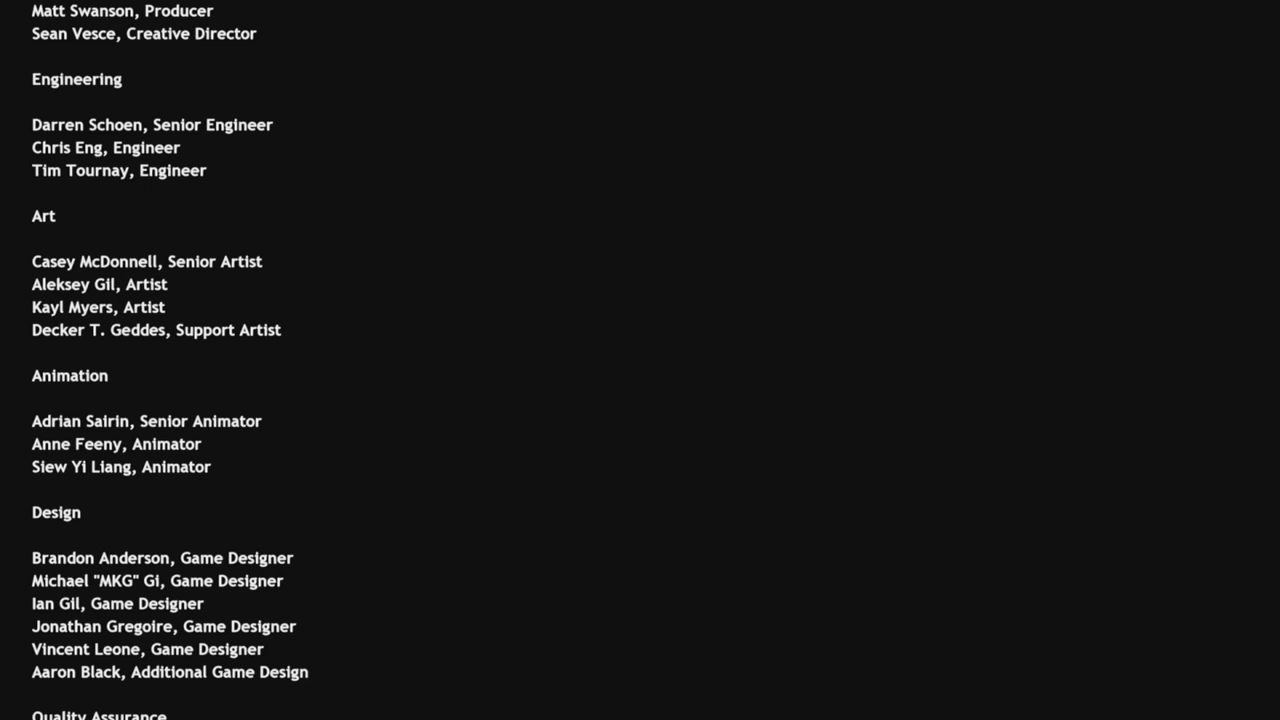 Matt Swanson, Producer
Sean Vesce, Creative Director
Engineering
Darren Schoen, Senior Engineer
Chris Eng, Engineer
Tim Tournay, Engineer
Art
Casey McDonnell, Senior Artist
Aleksey Gil, Artist
Kayl Myers, Artist
Decker T. Geddes, Support Artist
Animation
Adrian Sairin, Senior Animator
Anne Feeny, Animator
Siew Yi Liang, Animator
Design
Brandon Anderson, Game Designer
Michael "MKG" Gi, Game Designer
Ian Gil, Game Designer
Jonathan Gregoire, Game Designer
Vincent Leone, Game Designer
Aaron Black, Additional Game Design
Quality Assurance